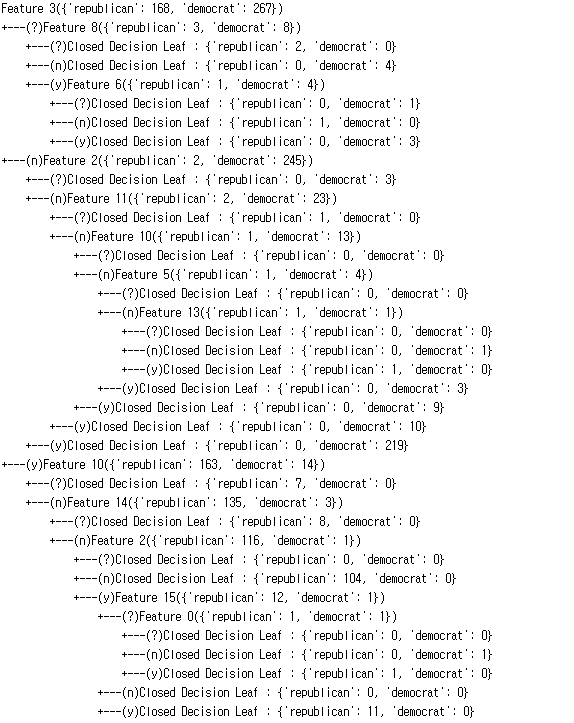 Feature 3({'republican': 168, 'democrat': 267})
+---(?)Feature 8({'republican': 3, 'democrat': 8})
+---(?)Closed Decision Leaf : {'republican': 2, 'democrat': 0}
+---(n)Closed Decision Leaf : {'republican': 0, 'democrat': 4}
+---(y)Feature 6({'republican': 1, 'democrat': 4})
+---(?)Closed Decision Leaf : {'republican': 0, 'democrat': 1}
+---(n)Closed Decision Leaf : {'republican': 1, 'democrat': 0}
+---(y)Closed Decision Leaf : {'republican': 0, 'democrat': 3}
+---(n)Feature 2({'republican': 2, 'democrat': 245})
+---(?)Closed Decision Leaf : {'republican': 0, 'democrat': 3}
+---(n)Feature 11({'republican': 2, 'democrat': 23})
+---(?)Closed Decision Leaf : {'republican': 1, 'democrat': 0}
+---(n)Feature 10({'republican': 1, 'democrat': 13})
+---(?)Closed Decision Leaf : {'republican': 0, 'democrat': 0}
+---(n)Feature 5({'republican': 1, 'democrat': 4})
+---(?)Closed Decision Leaf : {'republican': 0, 'democrat': 0}
+---(n)Feature 13({'republican': 1, 'democrat': 1})
+---(?)Closed Decision Leaf : {'republican': 0, 'democrat': 0}
+---(n)Closed Decision Leaf : {'republican': 0, 'democrat': 1}
+---(y)Closed Decision Leaf : {'republican': 1, 'democrat': 0}
+---(y)Closed Decision Leaf : {'republican': 0, 'democrat': 3}
+---(y)Closed Decision Leaf : {'republican': 0, 'democrat': 9}
+---(y)Closed Decision Leaf : {'republican': 0, 'democrat': 10}
+---(y)Closed Decision Leaf : {'republican': 0, 'democrat': 219}
+---(y)Feature 10({'republican': 163, 'democrat': 14})
+---(?)Closed Decision Leaf : {'republican': 7, 'democrat': 0}
+---(n)Feature 14({'republican': 135, 'democrat': 3})
+---(?)Closed Decision Leaf : {'republican': 8, 'democrat': 0}
+---(n)Feature 2({'republican': 116, 'democrat': 1})
+---(?)Closed Decision Leaf : {'republican': 0, 'democrat': 0}
+---(n)Closed Decision Leaf : {'republican': 104, 'democrat': 0}
+---(y)Feature 15({'republican': 12, 'democrat': 1})
+---(?)Feature 0({'republican': 1, 'democrat': 1})
+---(?)Closed Decision Leaf : {'republican': 0, 'democrat': 0}
+---(n)Closed Decision Leaf : {'republican': 0, 'democrat': 1}
+---(y)Closed Decision Leaf : {'republican': 1, 'democrat': 0}
+---(n)Closed Decision Leaf : {'republican': 0, 'democrat': 0}
+---(y)Closed Decision Leaf : {'republican': 11, 'democrat': 0}